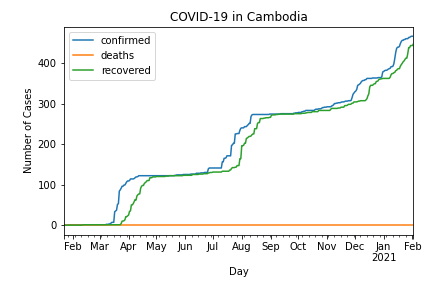 COVID-19 in Cambodia
confirmed
deaths
recovered
Number of Cases
400
300
200
100
0
Feb Mar Apr May Jun Jul Aug Sep Oct Nov Dec Jan Feb
2021
Day